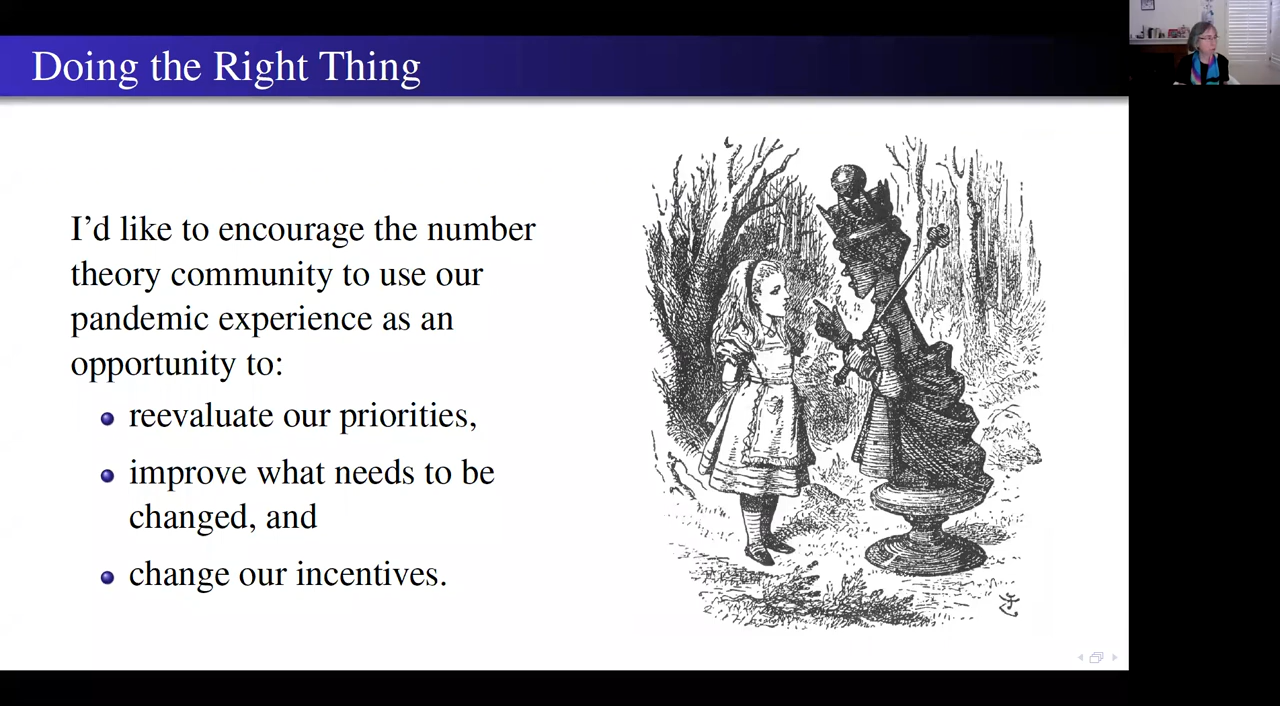 Doing the Right Thing
I'd like to encourage the number
theory community to use our
pandemic experience as an
opportunity to:
reevaluate our priorities,
improve what needs to be
changed, and
change our incentives.